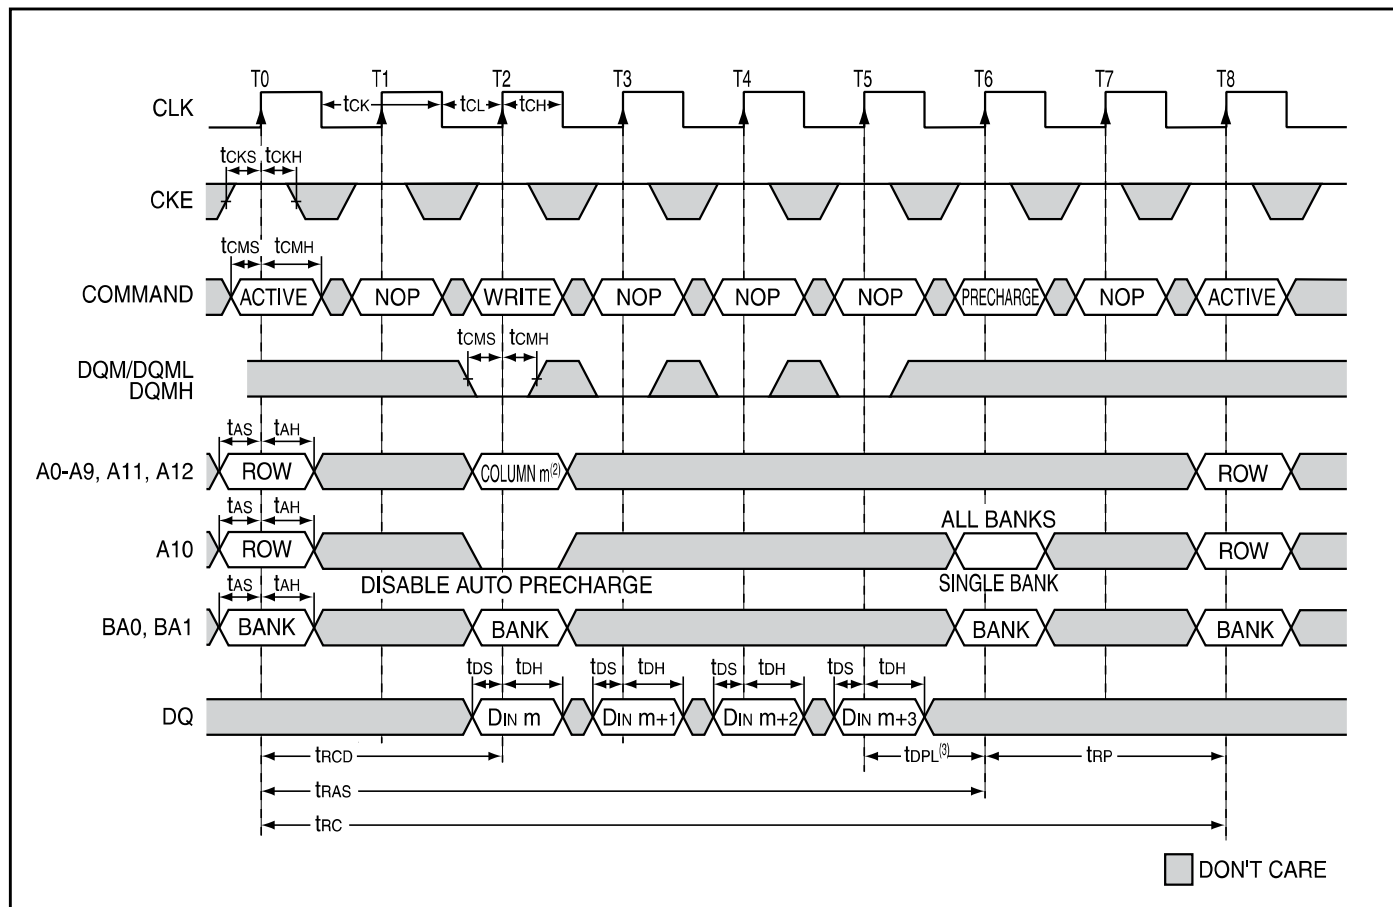 T0 T1 T2 T3 T4 T5 T6 T7 T8
CLK tCK tCL tCH
tCKS tCKH
CKE
tCMS tCMH
COMMAND ACTIVE NOP WRITE NOP NOP NOP PRECHARGE NOP ACTIVE
tCMS tCMH
DQM/DQML
DQMH
tAS tAH
A0-A9, A11, A12 ROW COLUMN m(2) ROW
tAS tAH ALL BANKS
A10 ROW ROW
DISABLE AUTO PRECHARGE SINGLE BANK
tAS tAH
BA0, BA1 BANK BANK BANK BANK
tDS tDH tDS tDH tDS tDH tDS tDH
DQ DIN m DIN m+1 DIN m+2 DIN m+3
tRCD tDPL(3) tRP
tRAS
tRC
DON'T CARE